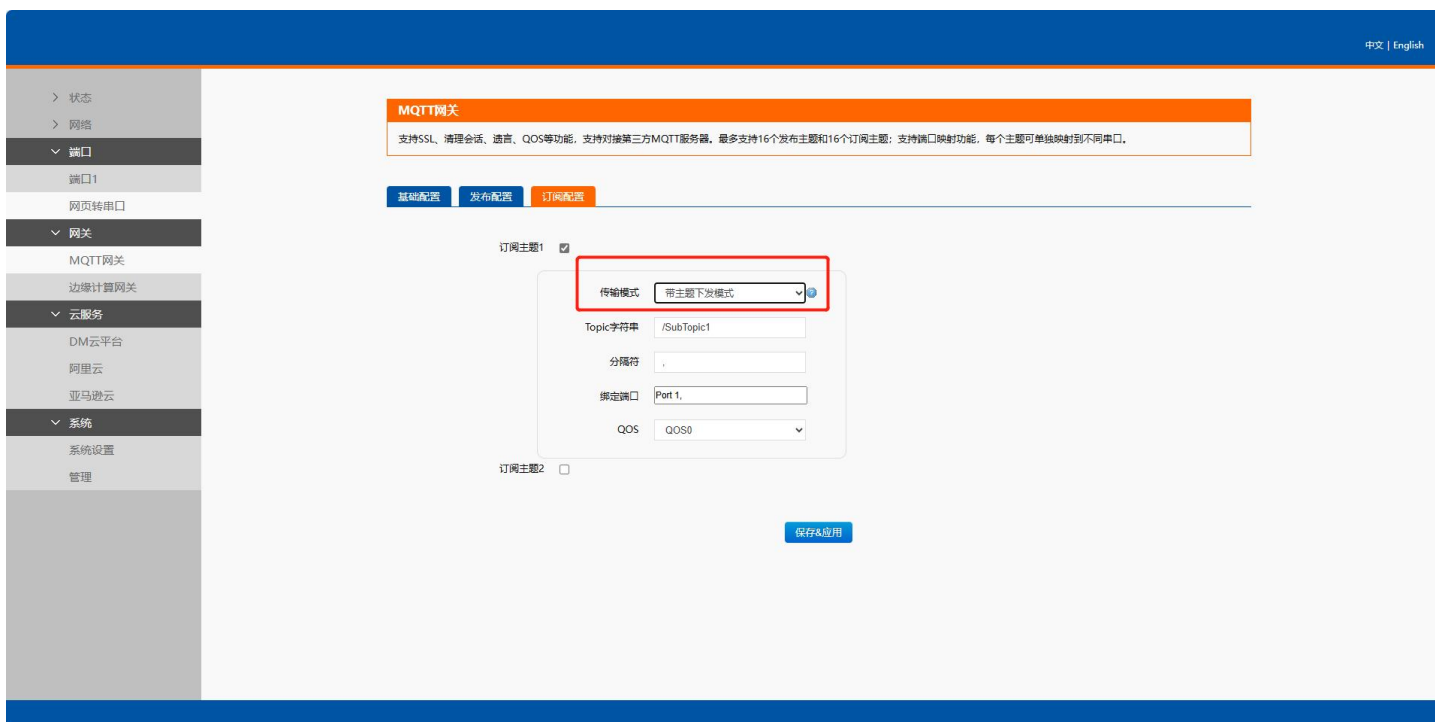 中文 | English
状态
网络
端口
端口1
网页转串口
网关
MQTT网关
边缘计算网关
云服务
DM云平台
阿里云
亚马逊云
系统
系统设置
管理
MQTT网关
支持SSL、清理会话、遗言、QOS等功能，支持对接第三方MQTT服务器。最多支持16个发布主题和16个订阅主题；支持端口映射功能，每个主题可单独映射到不同串口。
基础配置 发布配置 订阅配置
订阅主题1
传输模式 带主题下发模式
Topic字符串 /SubTopic1
分隔符 ,
绑定端口 Port 1,
QOS QOS0
订阅主题2
保存&应用